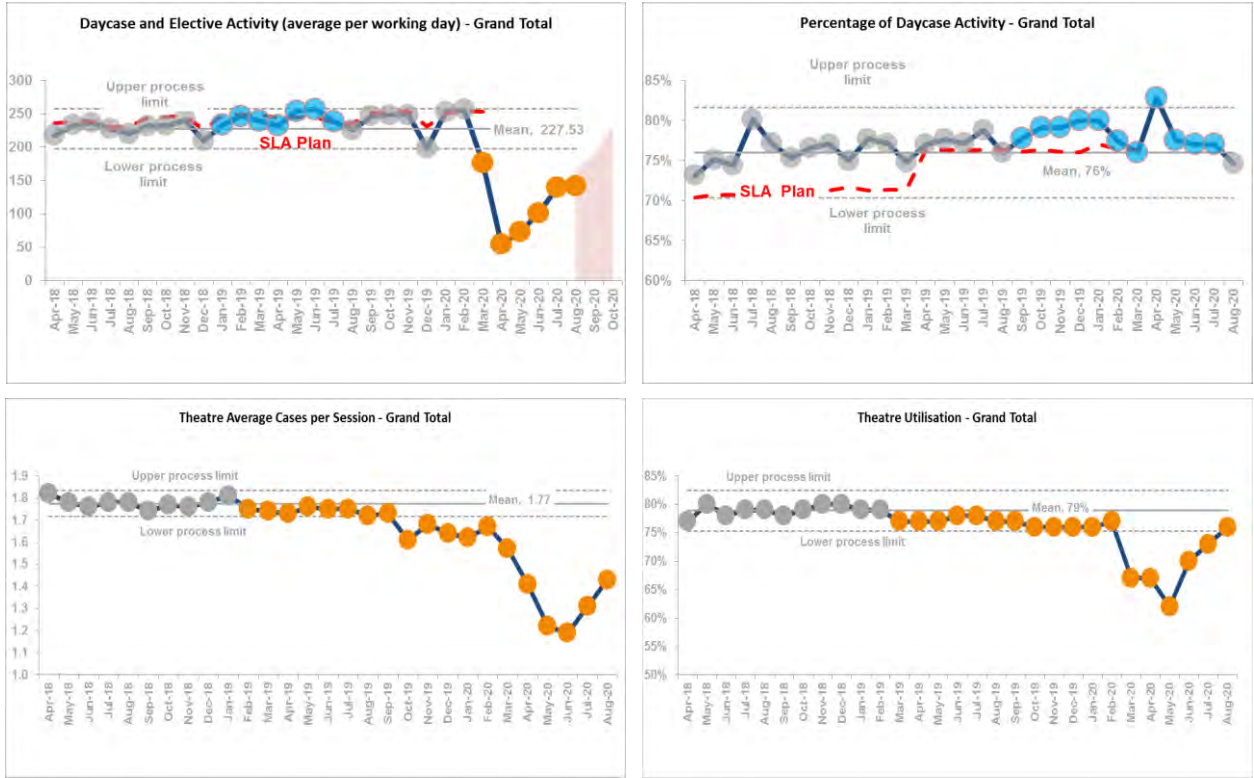 Daycase and Elective Activity (average per working day) - Grand Total
300
250
200
150
100
50
0
Upper process
limit
Mean, 227.53
SLA Plan
Lower process
limit
Apr-18
May-18
Jun-18
Jul-18
Aug-18
Sep-18
Oct-18
Nov-18
Dec-18
Jan-19
Feb-19
Mar-19
Apr-19
May-19
Jun-19
Jul-19
Aug-19
Sep-19
Oct-19
Nov-19
Dec-19
Jan-20
Feb-20
Mar-20
Apr-20
May-20
Jun-20
Jul-20
Aug-20
Sep-20
Oct-20
Percentage of Daycase Activity - Grand Total
85%
80%
75%
70%
65%
60%
Upper process
limit
Mean, 76%
SLA Plan
Lower process
limit
Apr-18
May-18
Jun-18
Jul-18
Aug-18
Sep-18
Oct-18
Nov-18
Dec-18
Jan-19
Feb-19
Mar-19
Apr-19
May-19
Jun-19
Jul-19
Aug-19
Sep-19
Oct-19
Nov-19
Dec-19
Jan-20
Feb-20
Mar-20
Apr-20
May-20
Jun-20
Jul-20
Aug-20
Theatre Average Cases per Session - Grand Total
1.9
1.8
1.7
1.6
1.5
1.4
1.3
1.2
1.1
1.0
Upper process limit
Mean, 1.77
Lower process limit
Apr-18
May-18
Jun-18
Jul-18
Aug-18
Sep-18
Oct-18
Nov-18
Dec-18
Jan-19
Feb-19
Mar-19
Apr-19
May-19
Jun-19
Jul-19
Aug-19
Sep-19
Oct-19
Nov-19
Dec-19
Jan-20
Feb-20
Mar-20
Apr-20
May-20
Jun-20
Jul-20
Aug-20
Theatre Utilisation - Grand Total
85%
80%
75%
70%
65%
60%
55%
50%
Upper process limit
Mean, 79%
Lower process limit
Apr-18
May-18
Jun-18
Jul-18
Aug-18
Sep-18
Oct-18
Nov-18
Dec-18
Jan-19
Feb-19
Mar-19
Apr-19
May-19
Jun-19
Jul-19
Aug-19
Sep-19
Oct-19
Nov-19
Dec-19
Jan-20
Feb-20
Mar-20
Apr-20
May-20
Jun-20
Jul-20
Aug-20